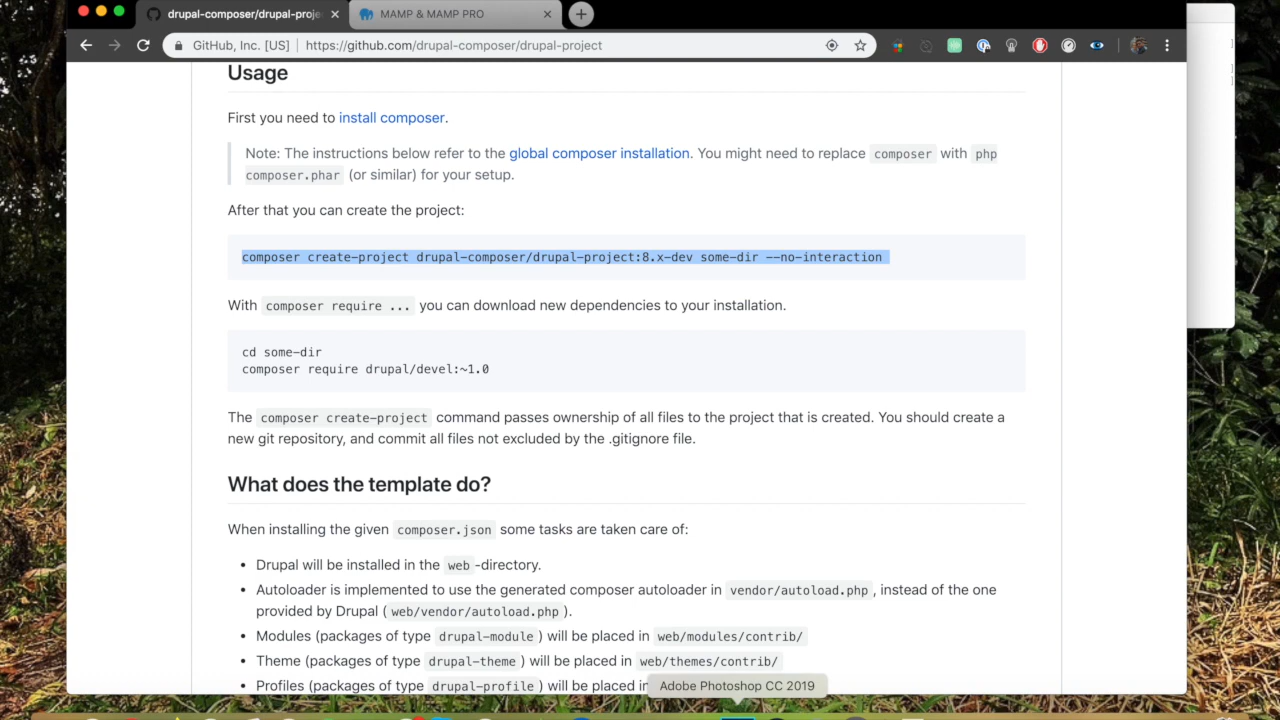 drupal-composer/drupal-proje
MAMP & MAMP PRO
GitHub, Inc. [US] https://github.com/drupal-composer/drupal-project
Usage
First you need to install composer.
Note: The instructions below refer to the global composer installation. You might need to replace composer with php
composer.phar (or similar) for your setup.
After that you can create the project:
composer create-project drupal-composer/drupal-project:8.x-dev some-dir --no-interaction
With composer require ... you can download new dependencies to your installation.
cd some-dir
composer require drupal/devel:~1.0
The composer create-project command passes ownership of all files to the project that is created. You should create a
new git repository, and commit all files not excluded by the .gitignore file.
What does the template do?
When installing the given composer.json some tasks are taken care of:
• Drupal will be installed in the web -directory.
• Autoloader is implemented to use the generated composer autoloader in vendor/autoload.php , instead of the one
provided by Drupal ( web/vendor/autoload.php ).
• Modules (packages of type drupal-module ) will be placed in web/modules/contrib/
• Theme (packages of type drupal-theme ) will be placed in web/themes/contrib/
• Profiles (packages of type drupal-profile ) will be placed in
Adobe Photoshop CC 2019